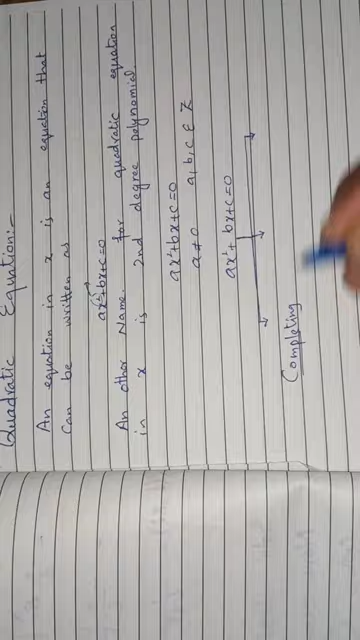 Quadratic Equation:-
An equation in x is an equation that
Can be written as
ax²+bx+c=0
An other Name for quadratic equation
in x is 2nd degree polynomial.
ax²+bx+c=0
a≠0 a,b,c ∈ Z
ax²+bx+c=0
Completing